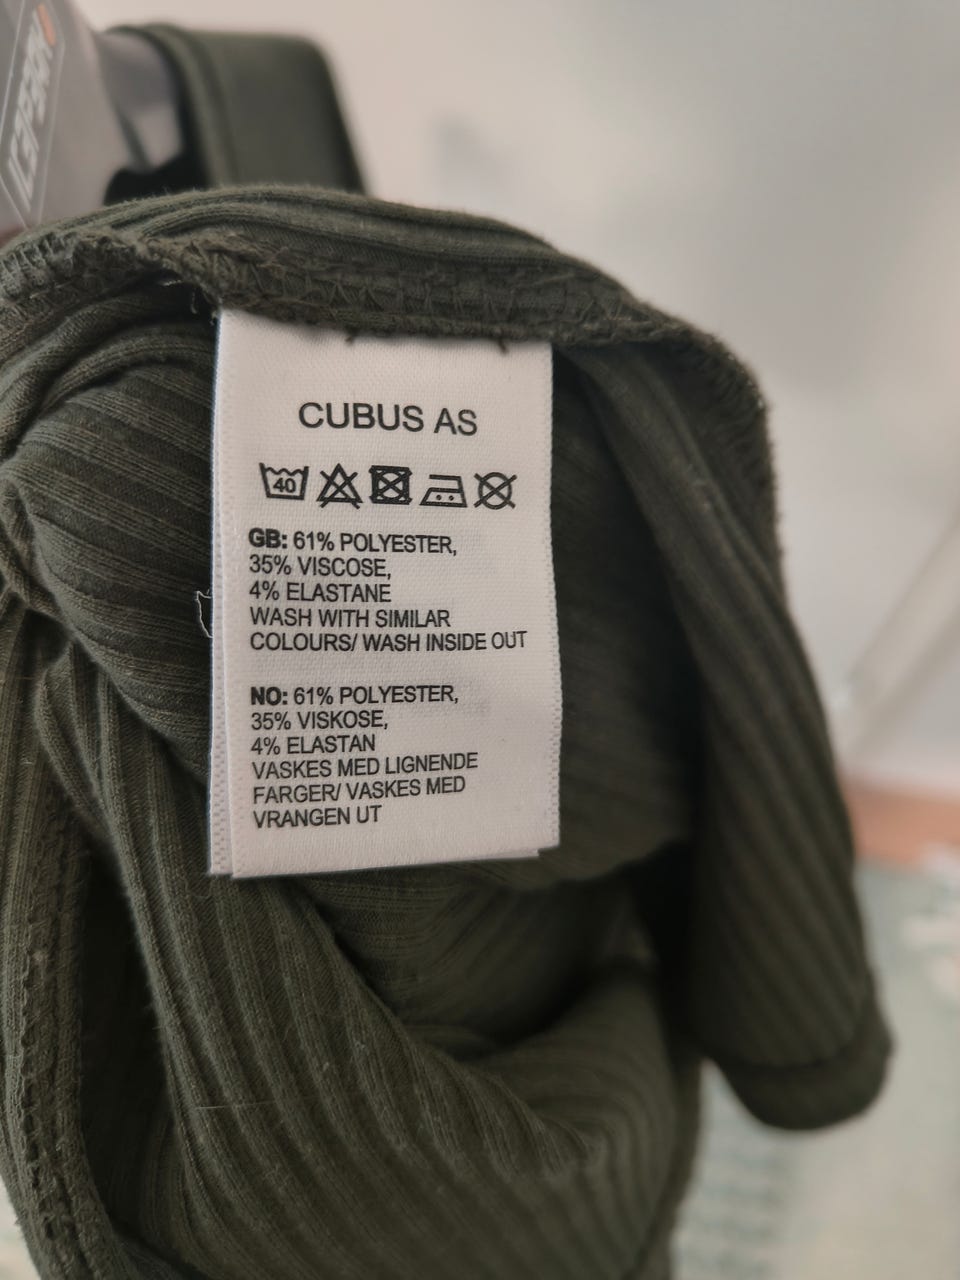 CUBUS AS
40
GB: 61% POLYESTER,
35% VISCOSE,
4% ELASTANE
WASH WITH SIMILAR
COLOURS/ WASH INSIDE OUT
NO: 61% POLYESTER,
35% VISKOSE,
4% ELASTAN
VASKES MED LIGNENDE
FARGER/ VASKES MED
VRANGEN UT